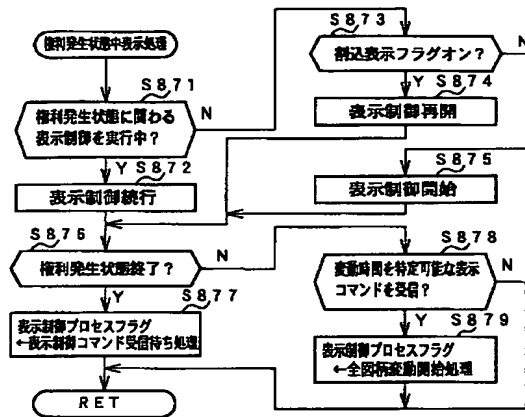 権利発生状態中表示処理
S871
権利発生状態に関わる
表示制御を実行中?
N
Y
S872
表示制御続行
S873
割込表示フラグオン?
N
Y
S874
表示制御再開
S875
表示制御開始
S876
権利発生状態終了?
N
Y
S877
表示制御プロセスフラグ
←表示制御コマンド受信待ち処理
RET
S878
変動時間を特定可能な表示
コマンドを受信?
N
Y
S879
表示制御プロセスフラグ
←全図柄変動開始処理